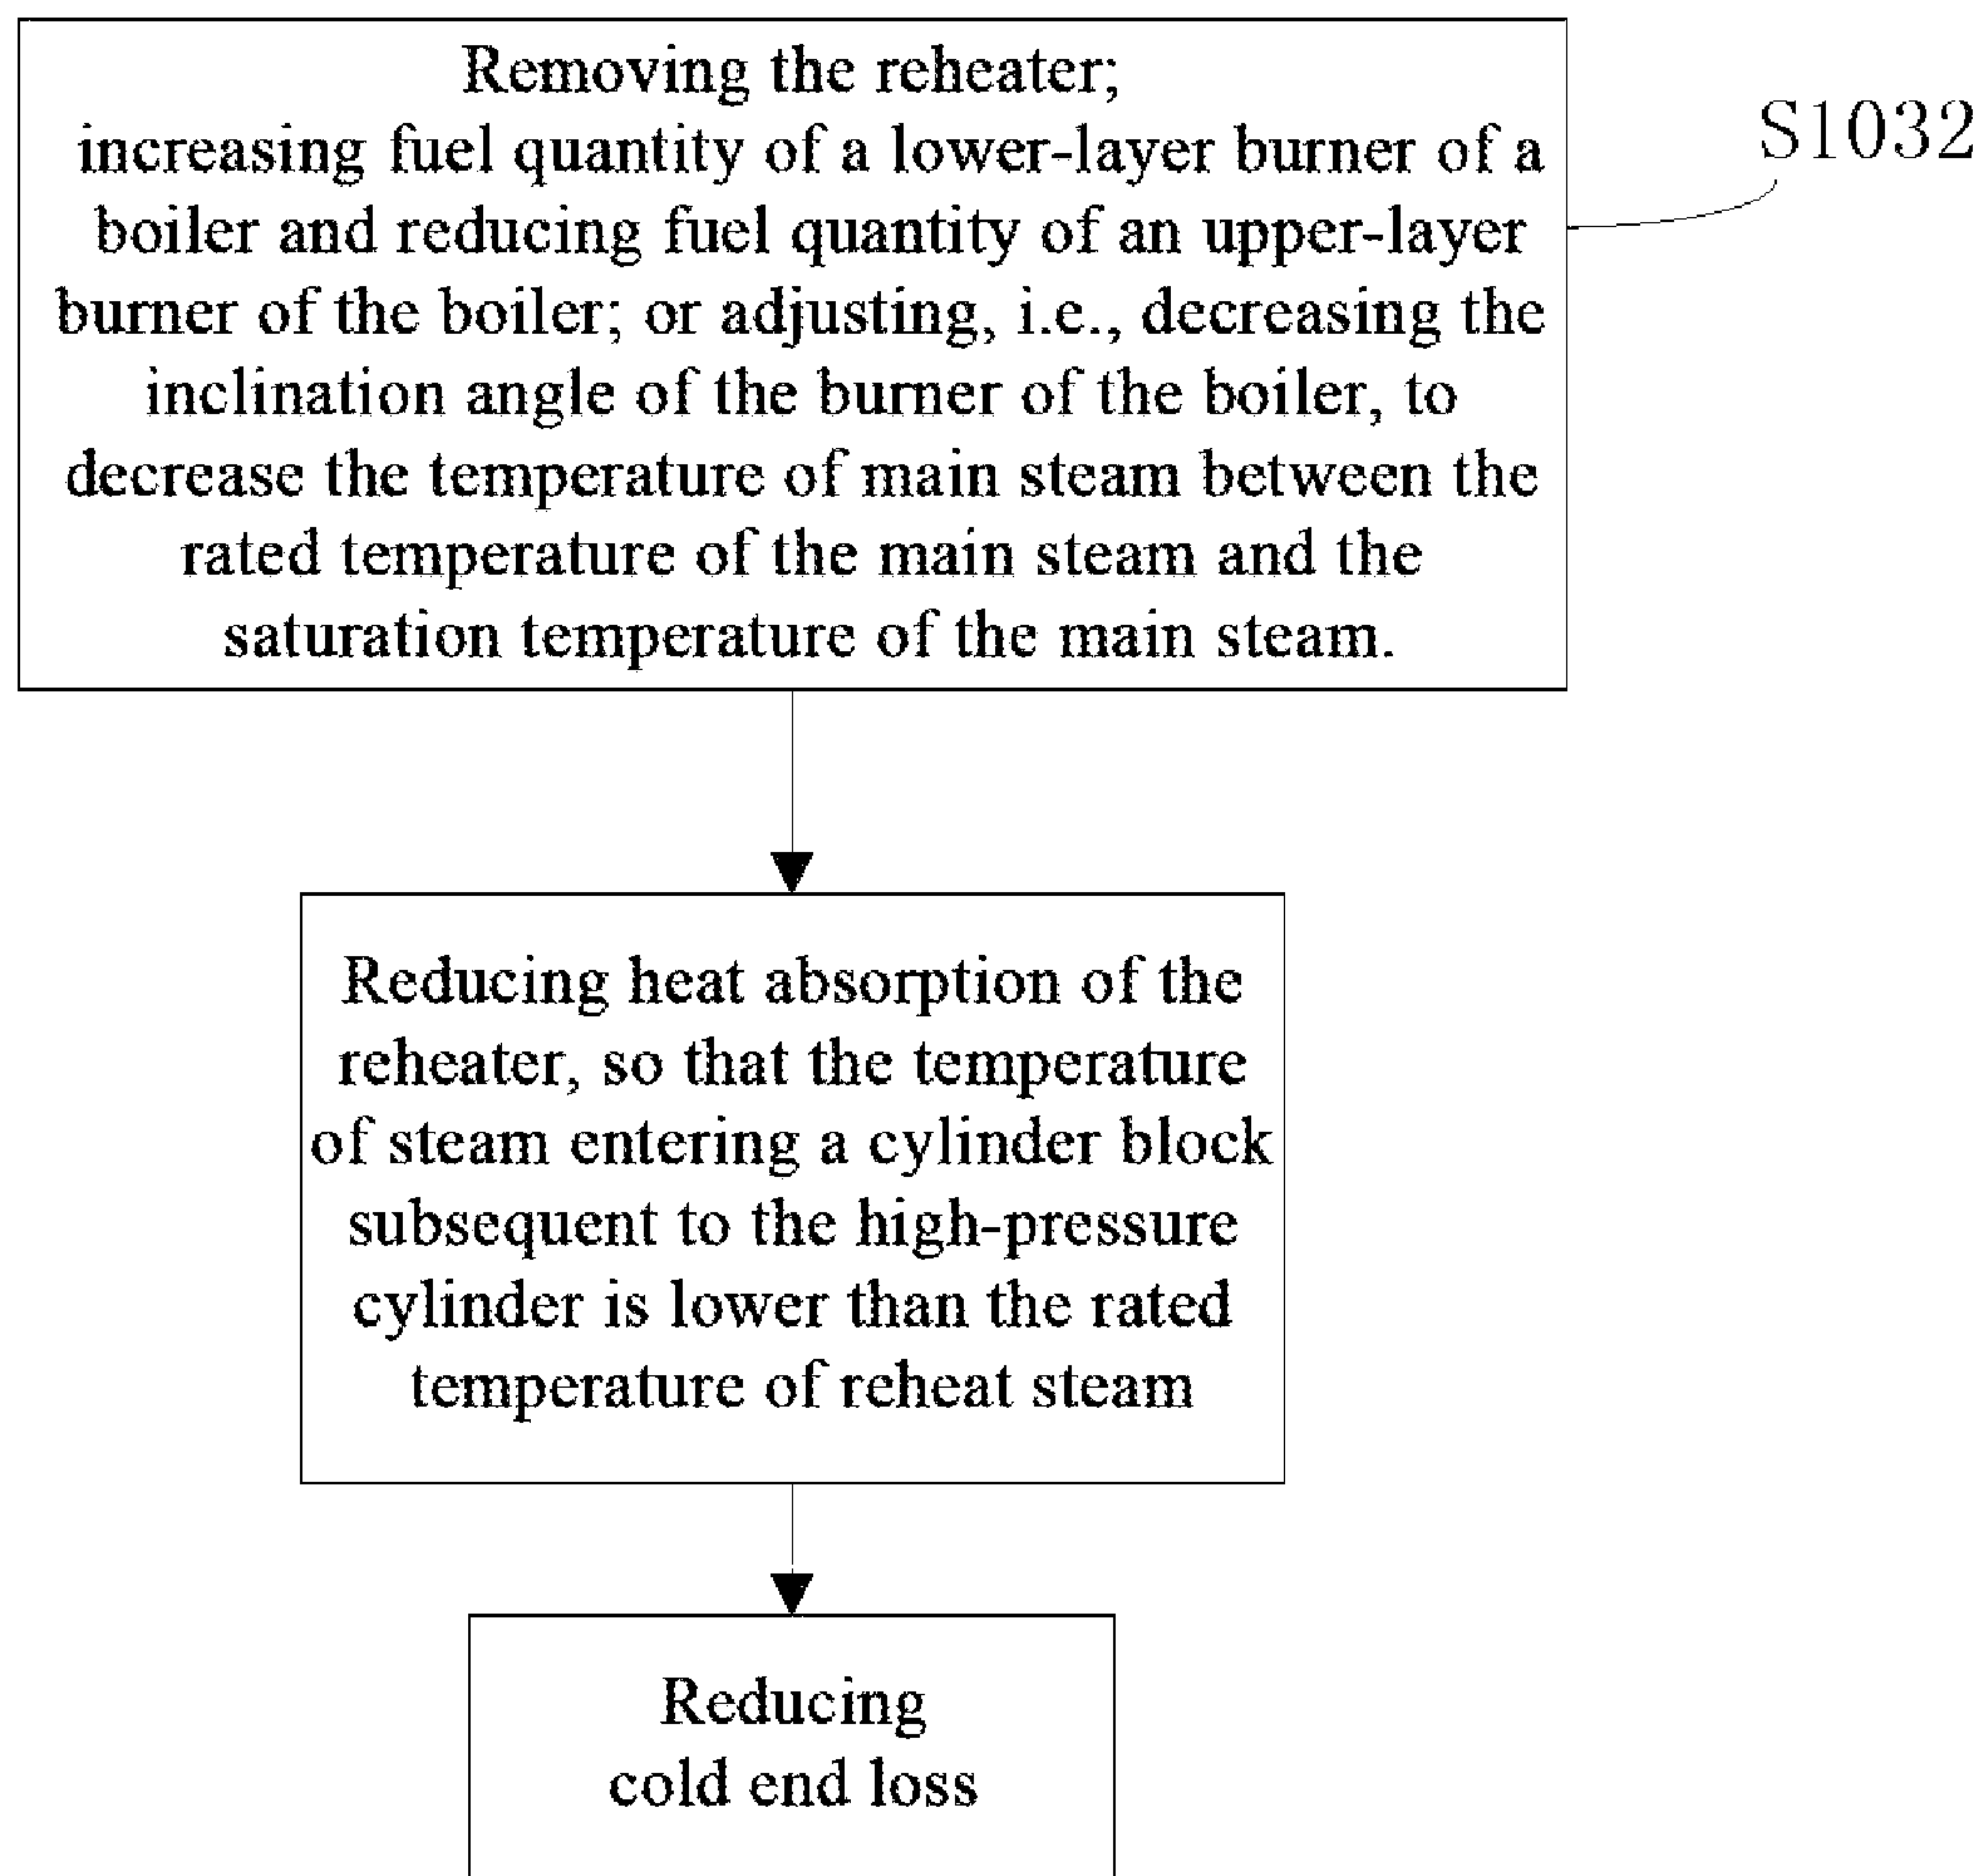 Removing the reheater;
increasing fuel quantity of a lower-layer burner of a
boiler and reducing fuel quantity of an upper-layer
burner of the boiler; or adjusting, i.e., decreasing the
inclination angle of the burner of the boiler, to
decrease the temperature of main steam between the
rated temperature of the main steam and the
saturation temperature of the main steam.
S1032
Reducing heat absorption of the
reheater, so that the temperature
of steam entering a cylinder block
subsequent to the high-pressure
cylinder is lower than the rated
temperature of reheat steam
Reducing
cold end loss